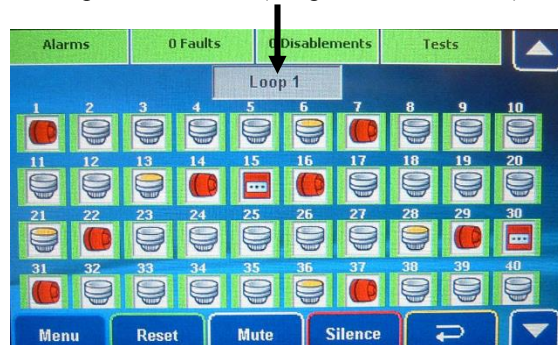 Alarms 0 Faults 0 Disablements Tests
Loop 1
1 2 3 4 5 6 7 8 9 10
11 12 13 14 15 16 17 18 19 20
21 22 23 24 25 26 27 28 29 30
31 32 33 34 35 36 37 38 39 40
Menu Reset Mute Silence